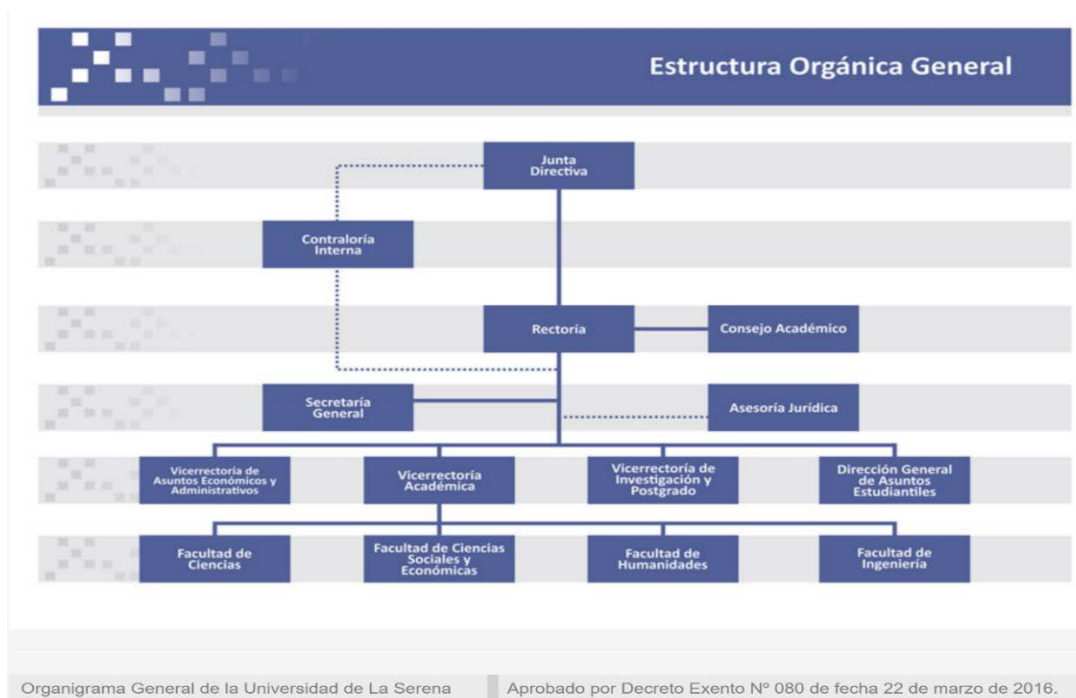 Estructura Orgánica General
Junta
Directiva
Contraloría
Interna
Rectoría
Consejo Académico
Secretaría
General
Asesoría Jurídica
Vicerrectoría de
Asuntos Económicos y
Administrativos
Vicerrectoría
Académica
Vicerrectoría de
Investigación y
Postgrado
Dirección General
de Asuntos
Estudiantiles
Facultad de
Ciencias
Facultad de Ciencias
Sociales y
Económicas
Facultad de
Humanidades
Facultad de
Ingeniería
Organigrama General de la Universidad de La Serena
Aprobado por Decreto Exento Nº 080 de fecha 22 de marzo de 2016.